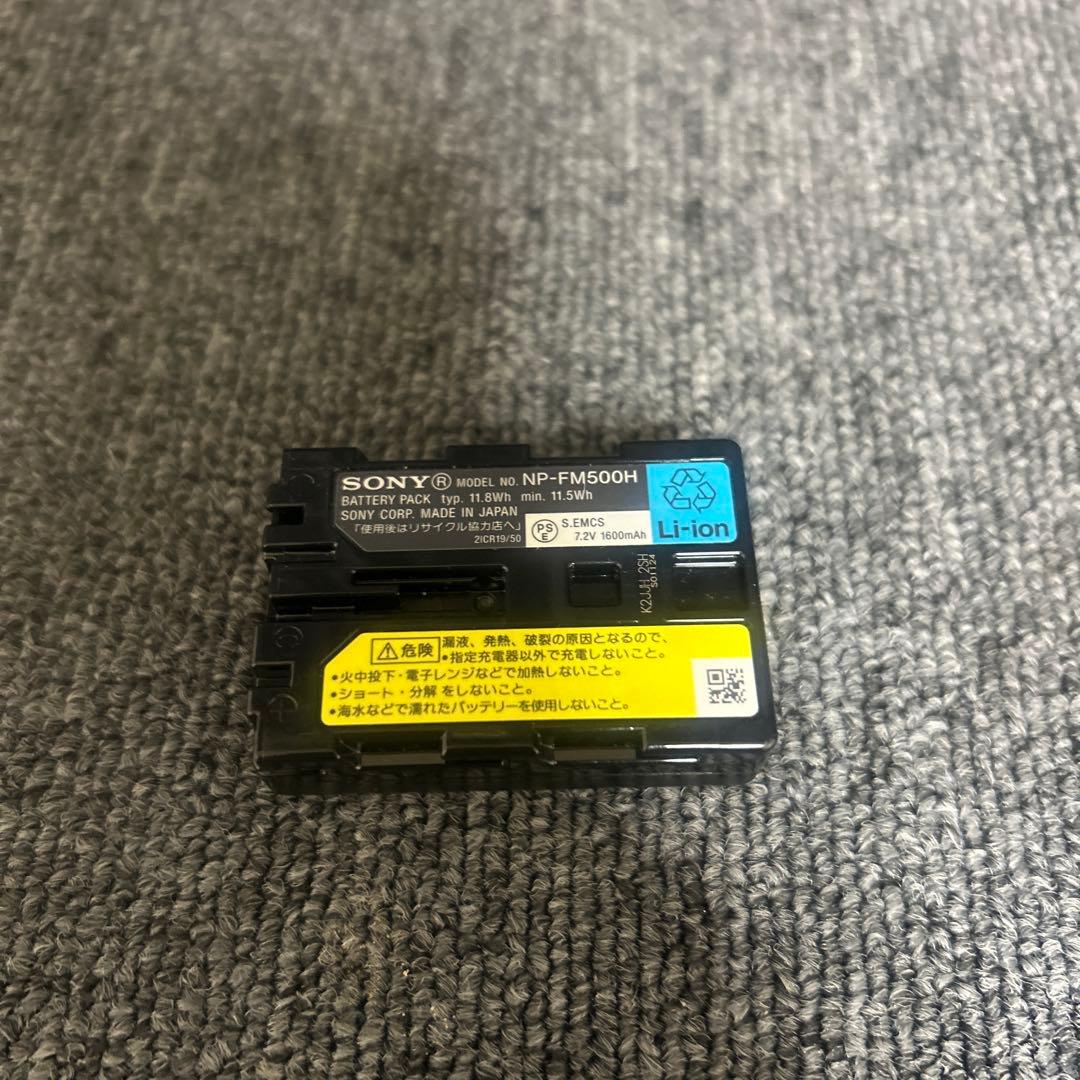 SONY® MODEL NO. NP-FM500H
BATTERY PACK typ. 11.8Wh min. 11.5Wh
SONY CORP. MADE IN JAPAN
「使用後はリサイクル協力店へ」
2ICR19/50
PS
E
S.EMCS
7.2V 1600mAh
Li-ion
K2JJH 2SH
S01124
⚠危険 漏液、発熱、破裂の原因となるので、
•指定充電器以外で充電しないこと。
•火中投下・電子レンジなどで加熱しないこと。
•ショート・分解 をしないこと。
•海水などで濡れたバッテリーを使用しないこと。